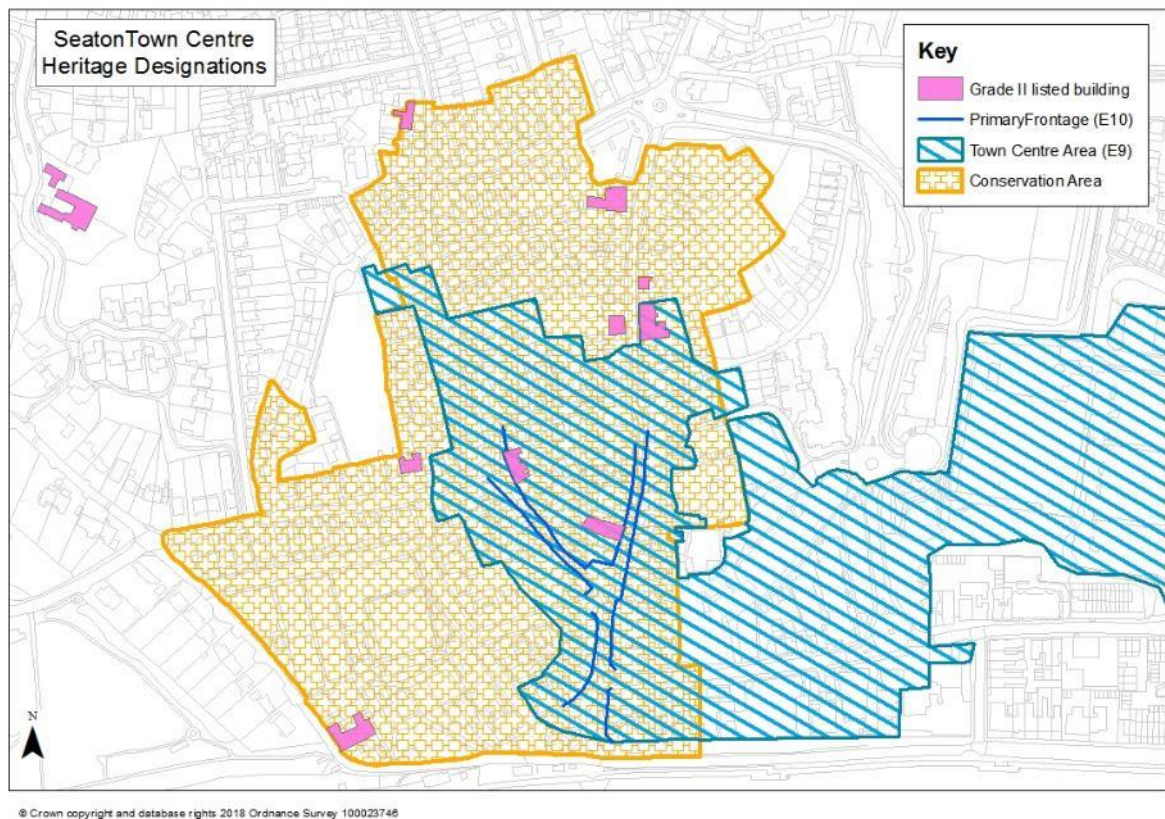 SeatonTown Centre
Heritage Designations
Key
Grade II listed building
PrimaryFrontage (E10)
Town Centre Area (E9)
Conservation Area
N
© Crown copyright and database rights 2018 Ordnance Survey 100023746